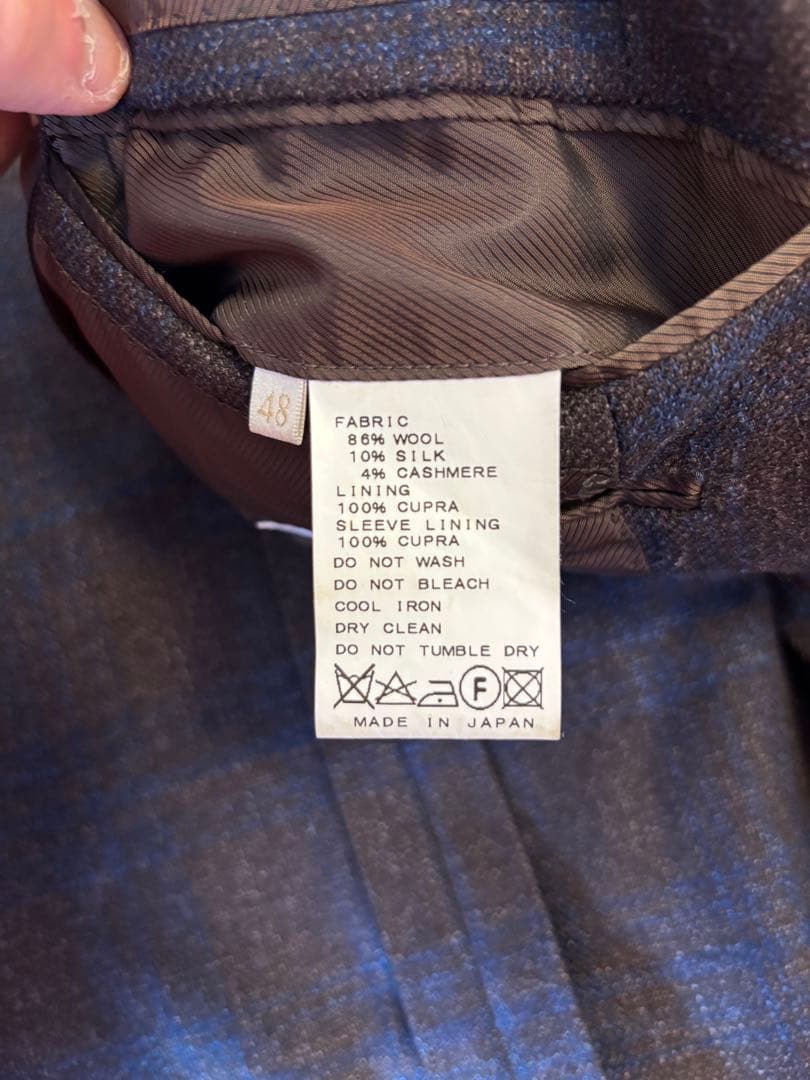 48
FABRIC
86% WOOL
10% SILK
4% CASHMERE
LINING
100% CUPRA
SLEEVE LINING
100% CUPRA
DO NOT WASH
DO NOT BLEACH
COOL IRON
DRY CLEAN
DO NOT TUMBLE DRY
F
MADE IN JAPAN